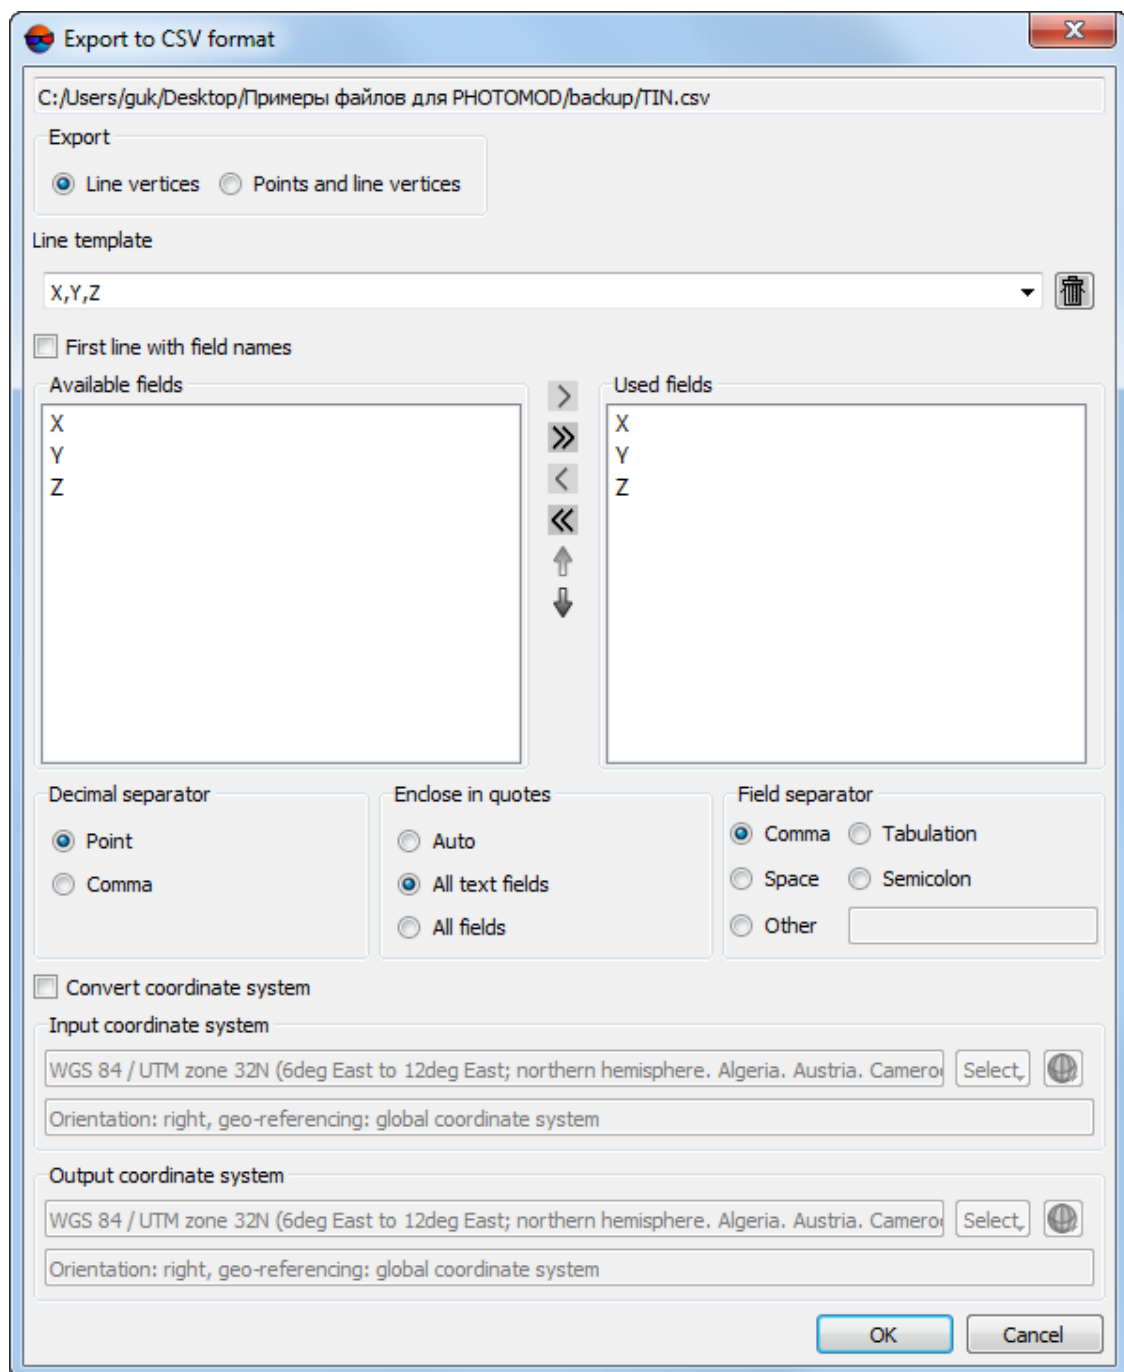 Export to CSV format
C:/Users/guk/Desktop/Примеры файлов для PHOTOMOD/backup/TIN.csv
Export
Line vertices Points and line vertices
Line template
X,Y,Z
First line with field names
Available fields
X
Y
Z
Used fields
X
Y
Z
Decimal separator
Point
Comma
Enclose in quotes
Auto
All text fields
All fields
Field separator
Comma Tabulation
Space Semicolon
Other
Convert coordinate system
Input coordinate system
WGS 84 / UTM zone 32N (6deg East to 12deg East; northern hemisphere. Algeria. Austria. Camero Select
Orientation: right, geo-referencing: global coordinate system
Output coordinate system
WGS 84 / UTM zone 32N (6deg East to 12deg East; northern hemisphere. Algeria. Austria. Camero Select
Orientation: right, geo-referencing: global coordinate system
OK Cancel